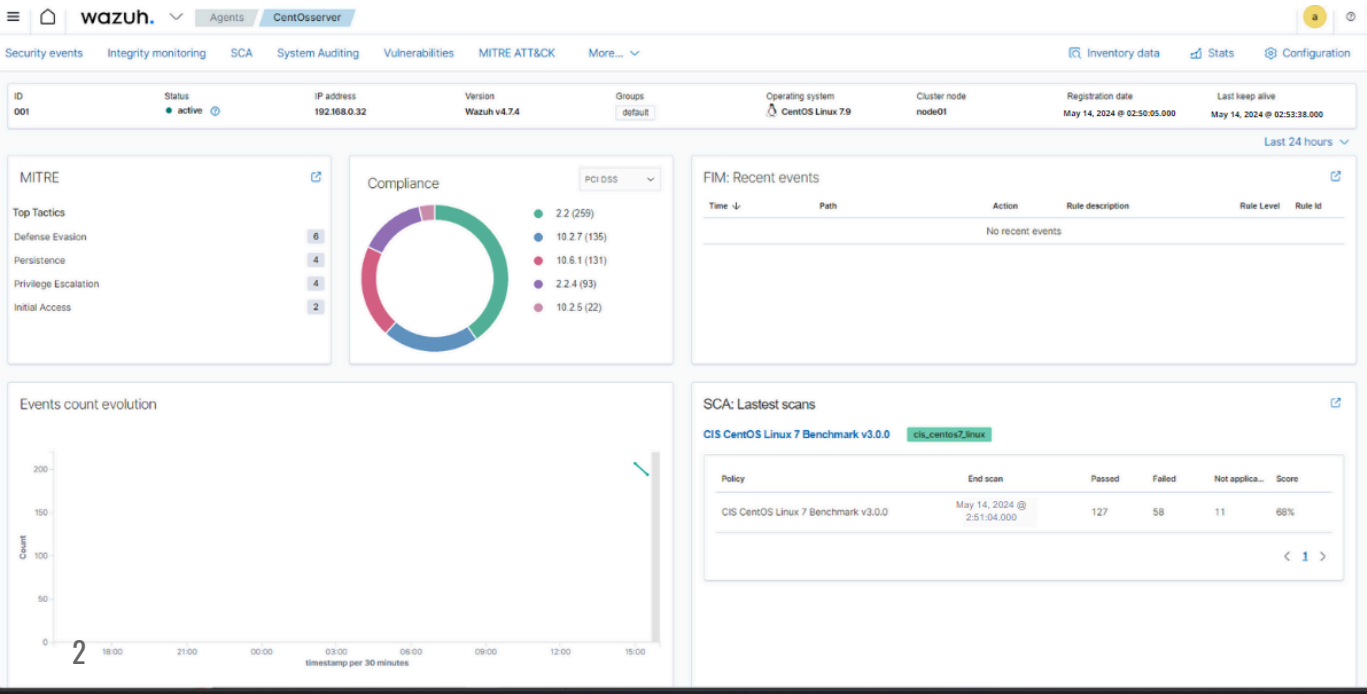 wazuh. Agents CentOsserver a
Security events Integrity monitoring SCA System Auditing Vulnerabilities MITRE ATT&CK More... Inventory data Stats Configuration
ID Status IP address Version Groups Operating system Cluster node Registration date Last keep alive
001 active 192.168.0.32 Wazuh v4.7.4 default CentOS Linux 7.9 node01 May 14, 2024 @ 02:50:05.000 May 14, 2024 @ 02:53:38.000
Last 24 hours
MITRE
Top Tactics
Defense Evasion 6
Persistence 4
Privilege Escalation 4
Initial Access 2
Compliance PCI DSS
2.2 (259)
10.2.7 (135)
10.6.1 (131)
2.2.4 (93)
10.2.5 (22)
FIM: Recent events
Time Path Action Rule description Rule Level Rule Id
No recent events
Events count evolution
Count
200
150
100
50
0
18:00 21:00 00:00 03:00 06:00 09:00 12:00 15:00
timestamp per 30 minutes
2
SCA: Lastest scans
CIS CentOS Linux 7 Benchmark v3.0.0 cis_centos7_linux
Policy End scan Passed Failed Not applica... Score
CIS CentOS Linux 7 Benchmark v3.0.0 May 14, 2024 @ 127 58 11 68%
2:51:04.000
1